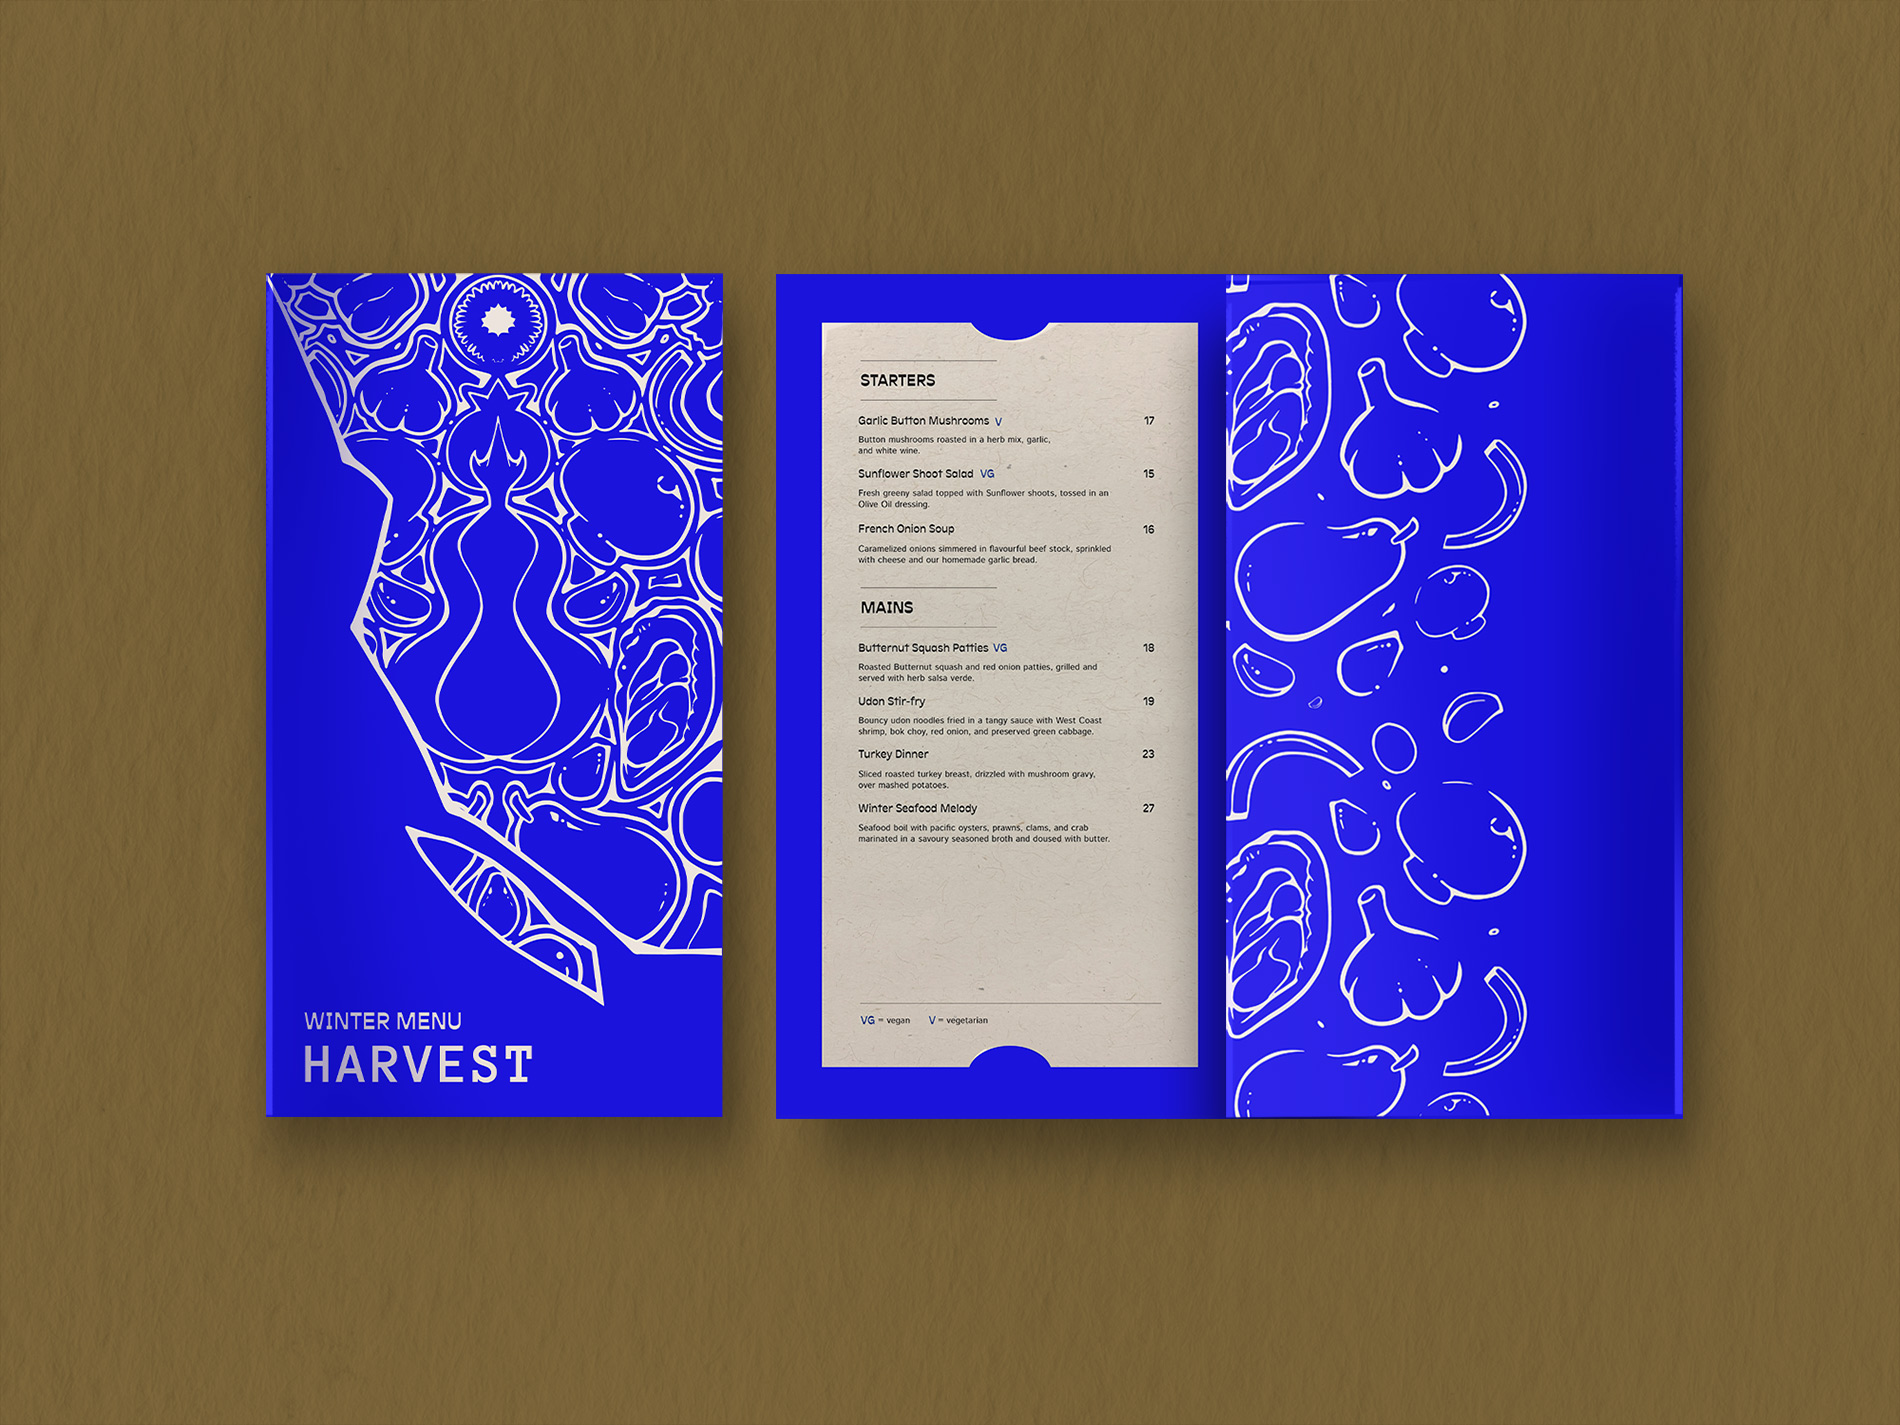 WINTER MENU
HARVEST
STARTERS
Garlic Button Mushrooms V 17
Button mushrooms roasted in a herb mix, garlic,
and white wine.
Sunflower Shoot Salad VG 15
Fresh greeny salad topped with Sunflower shoots, tossed in an
Olive Oil dressing.
French Onion Soup 16
Caramelized onions simmered in flavourful beef stock, sprinkled
with cheese and our homemade garlic bread.
MAINS
Butternut Squash Patties VG 18
Roasted Butternut squash and red onion patties, grilled and
served with herb salsa verde.
Udon Stir-fry 19
Bouncy udon noodles fried in a tangy sauce with West Coast
shrimp, bok choy, red onion, and preserved green cabbage.
Turkey Dinner 23
Sliced roasted turkey breast, drizzled with mushroom gravy,
over mashed potatoes.
Winter Seafood Melody 27
Seafood boil with pacific oysters, prawns, clams, and crab
marinated in a savoury seasoned broth and doused with butter.
VG = vegan V = vegetarian